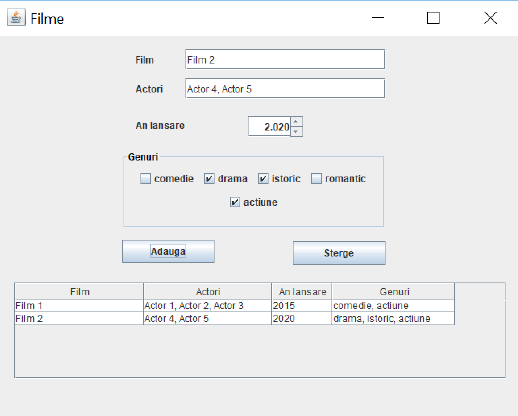 Filme
Film Film 2
Actori Actor 4, Actor 5
An lansare 2.020
Genuri
comedie drama istoric romantic
actiune
Adauga Sterge
Film Actori An lansare Genuri
Film 1 Actor 1, Actor 2, Actor 3 2015 comedie, actiune
Film 2 Actor 4, Actor 5 2020 drama, istoric, actiune